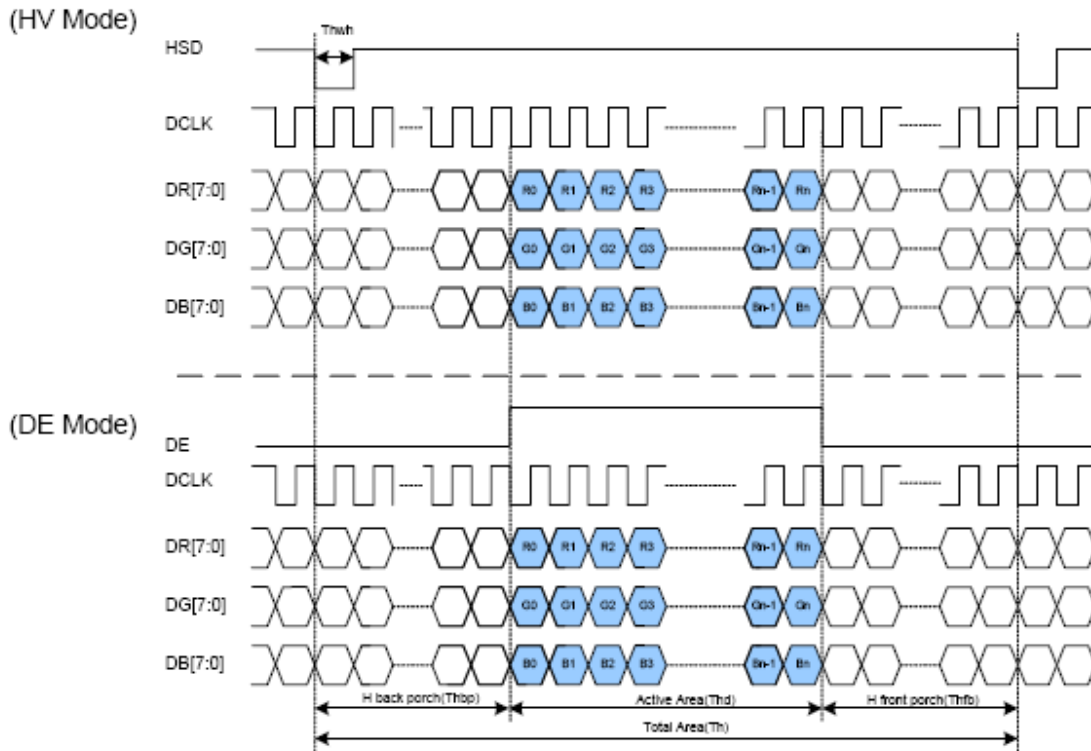 (HV Mode)
Thwh
HSD
DCLK
DR[7:0] R0 R1 R2 R3 Rn-1 Rn
DG[7:0] G0 G1 G2 G3 Gn-1 Gn
DB[7:0] B0 B1 B2 B3 Bn-1 Bn
(DE Mode)
DE
DCLK
DR[7:0] R0 R1 R2 R3 Rn-1 Rn
DG[7:0] G0 G1 G2 G3 Gn-1 Gn
DB[7:0] B0 B1 B2 B3 Bn-1 Bn
H back porch(Thbp) Active Area(Thd) H front porch(Thfb)
Total Area(Th)